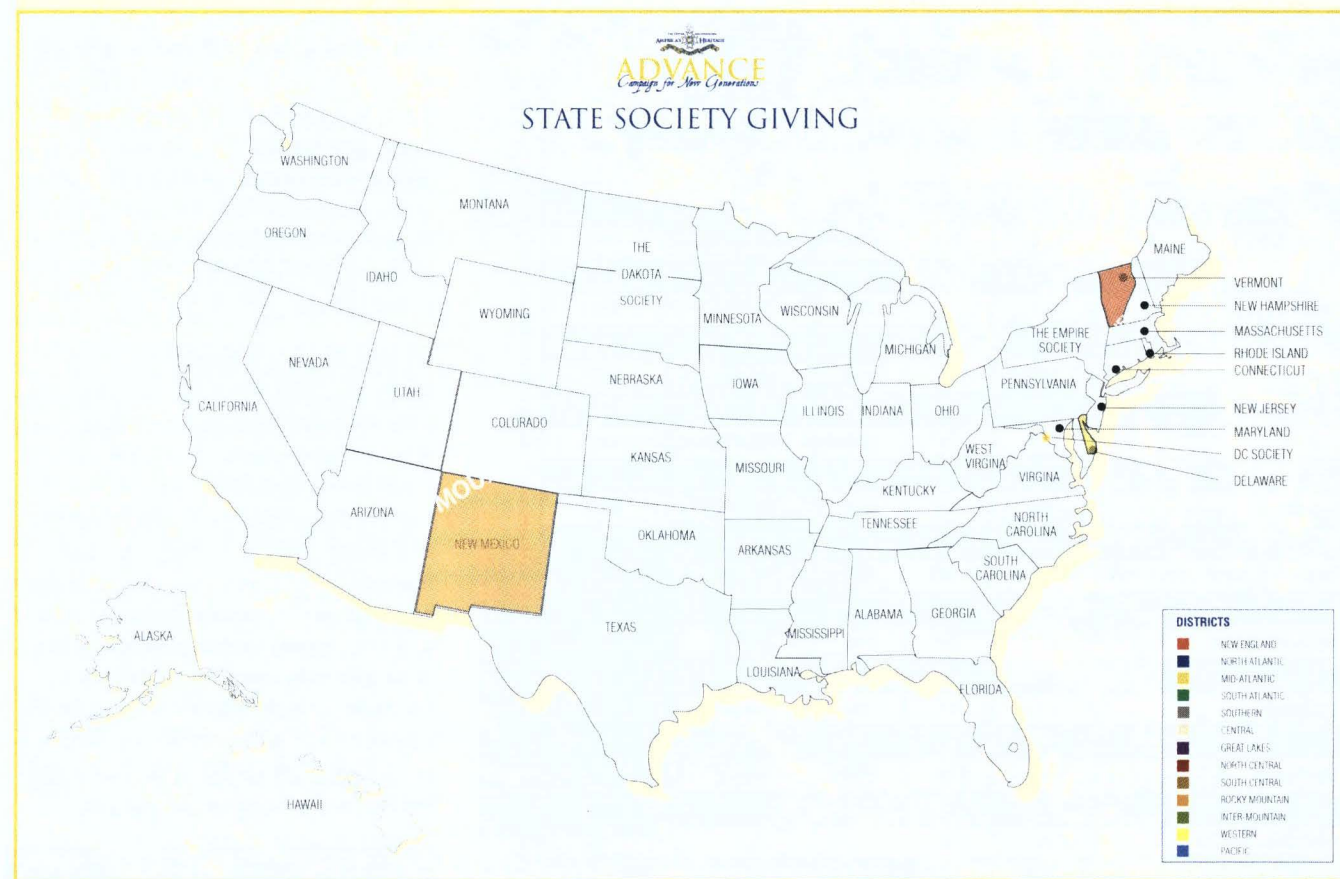 AMERICA'S HERITAGE
ADVANCE
Campaign for New Generations
STATE SOCIETY GIVING
WASHINGTON
MONTANA
OREGON
IDAHO
WYOMING
THE
DAKOTA
SOCIETY
MINNESOTA
WISCONSIN
MICHIGAN
THE EMPIRE
SOCIETY
MAINE
VERMONT
NEW HAMPSHIRE
MASSACHUSETTS
RHODE ISLAND
CONNECTICUT
NEW JERSEY
MARYLAND
DC SOCIETY
DELAWARE
NEVADA
UTAH
CALIFORNIA
COLORADO
NEBRASKA
IOWA
ILLINOIS
INDIANA
OHIO
PENNSYLVANIA
KANSAS
MISSOURI
WEST
VIRGINIA
VIRGINIA
KENTUCKY
ARIZONA
MOU
NEW MEXICO
OKLAHOMA
ARKANSAS
TENNESSEE
NORTH
CAROLINA
SOUTH
CAROLINA
TEXAS
LOUISIANA
MISSISSIPPI
ALABAMA
GEORGIA
FLORIDA
ALASKA
HAWAII
DISTRICTS
NEW ENGLAND
NORTH ATLANTIC
MID-ATLANTIC
SOUTH ATLANTIC
SOUTHERN
CENTRAL
GREAT LAKES
NORTH CENTRAL
SOUTH CENTRAL
ROCKY MOUNTAIN
INTER-MOUNTAIN
WESTERN
PACIFIC